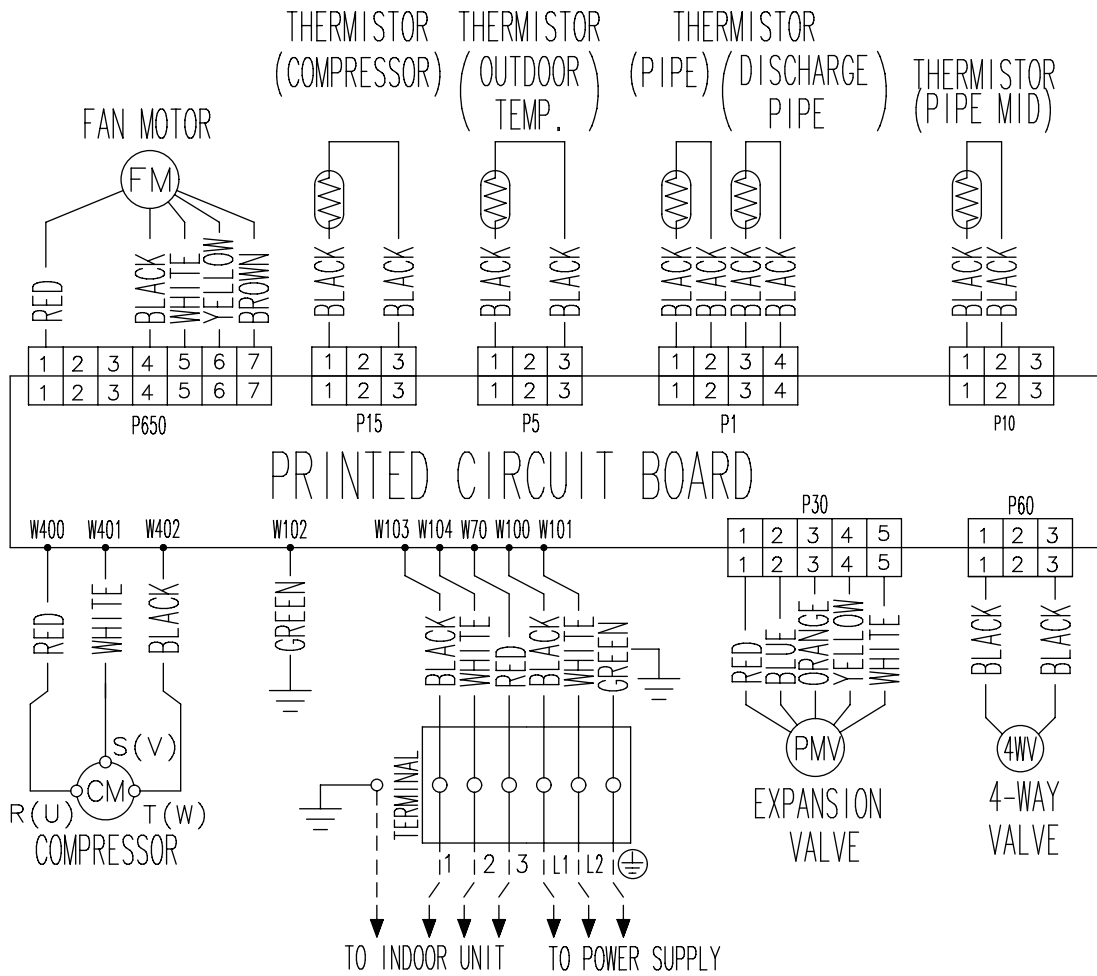 THERMISTOR THERMISTOR THERMISTOR
(COMPRESSOR) (OUTDOOR TEMP.) (PIPE) (DISCHARGE PIPE)
THERMISTOR
(PIPE MID)
FAN MOTOR
FM
RED BLACK WHITE YELLOW BROWN
BLACK BLACK
BLACK BLACK
BLACK BLACK BLACK BLACK
BLACK BLACK
1 2 3 4 5 6 7 1 2 3 1 2 3 1 2 3 4 1 2 3
1 2 3 4 5 6 7 1 2 3 1 2 3 1 2 3 4 1 2 3
P650 P15 P5 P1 P10
PRINTED CIRCUIT BOARD
P30 P60
W400 W401 W402 W102 W103 W104 W70 W100 W101
1 2 3 4 5 1 2 3
1 2 3 4 5 1 2 3
RED WHITE BLACK
GREEN
BLACK WHITE RED BLACK WHITE GREEN
RED BLUE ORANGE YELLOW WHITE
BLACK BLACK
S(V)
CM
R(U) T(W)
COMPRESSOR
TERMINAL
PMV
EXPANSION
VALVE
4WV
4-WAY
VALVE
1 2 3 L1 L2
TO INDOOR UNIT TO POWER SUPPLY